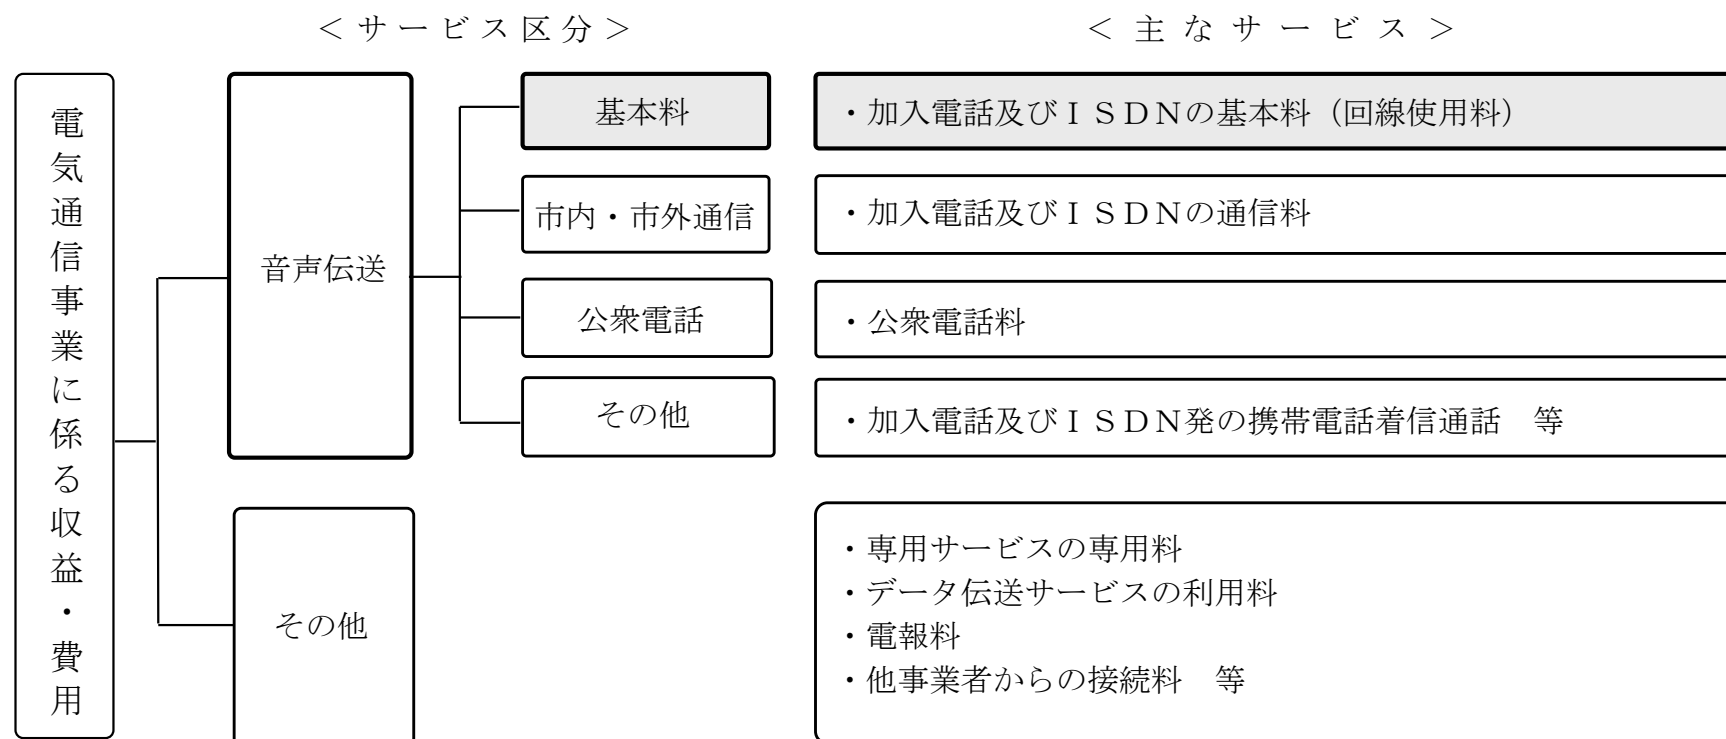 ＜サービス区分＞
＜主なサービス＞
電気通信事業に係る収益・費用
音声伝送
基本料
・加入電話及びＩＳＤＮの基本料（回線使用料）
市内・市外通信
・加入電話及びＩＳＤＮの通信料
公衆電話
・公衆電話料
その他
・加入電話及びＩＳＤＮ発の携帯電話着信通話　等
その他
・専用サービスの専用料
・データ伝送サービスの利用料
・電報料
・他事業者からの接続料　等